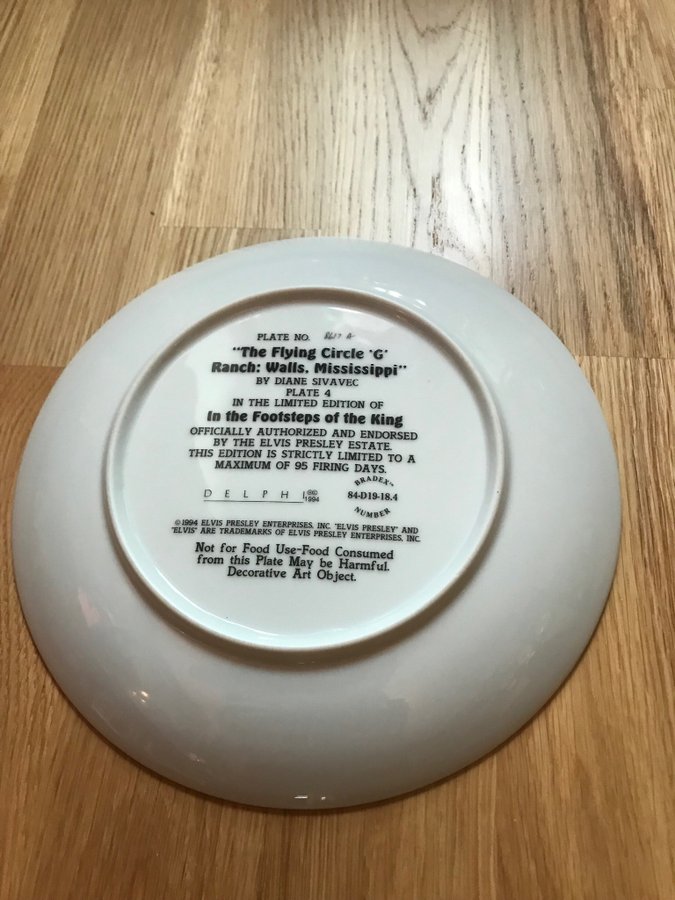 PLATE NO.
"The Flying Circle 'G'
Ranch: Walls, Mississippi"
BY DIANE SIVAVEC
PLATE 4
IN THE LIMITED EDITION OF
In the Footsteps of the King
OFFICIALLY AUTHORIZED AND ENDORSED
BY THE ELVIS PRESLEY ESTATE.
THIS EDITION IS STRICTLY LIMITED TO A
MAXIMUM OF 95 FIRING DAYS.
DELPHI 1994
BRADEX™
84-D19-18.4
NUMBER
©1994 ELVIS PRESLEY ENTERPRISES, INC. "ELVIS PRESLEY" AND
"ELVIS" ARE TRADEMARKS OF ELVIS PRESLEY ENTERPRISES, INC.
Not for Food Use-Food Consumed
from this Plate May be Harmful.
Decorative Art Object.